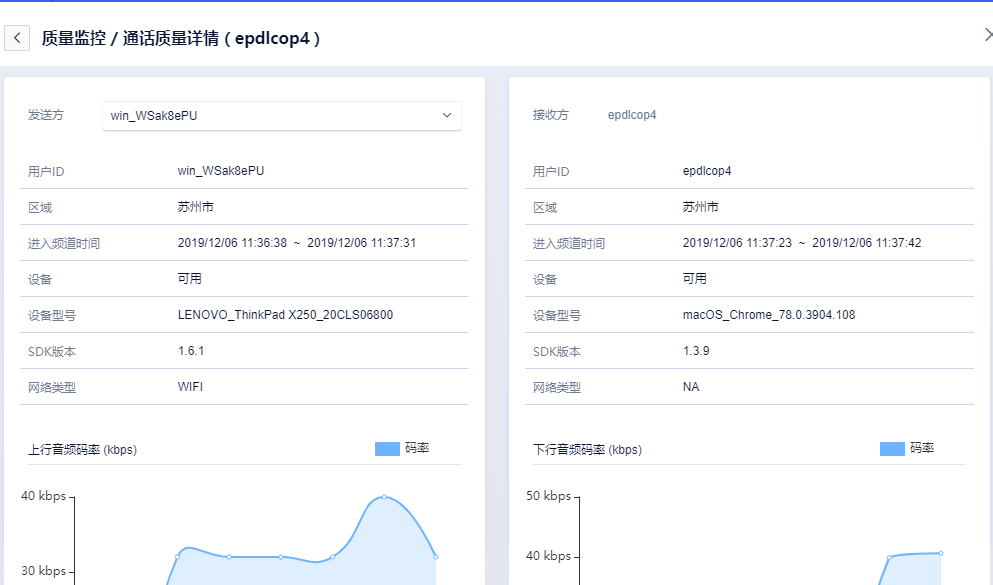 质量监控 / 通话质量详情 ( epdlcop4 )
发送方 win_WSak8ePU
用户ID win_WSak8ePU
区域 苏州市
进入频道时间 2019/12/06 11:36:38 ~ 2019/12/06 11:37:31
设备 可用
设备型号 LENOVO_ThinkPad X250_20CLS06800
SDK版本 1.6.1
网络类型 WIFI
上行音频码率 (kbps) 码率
40 kbps
30 kbps
接收方 epdlcop4
用户ID epdlcop4
区域 苏州市
进入频道时间 2019/12/06 11:37:23 ~ 2019/12/06 11:37:42
设备 可用
设备型号 macOS_Chrome_78.0.3904.108
SDK版本 1.3.9
网络类型 NA
下行音频码率 (kbps) 码率
50 kbps
40 kbps